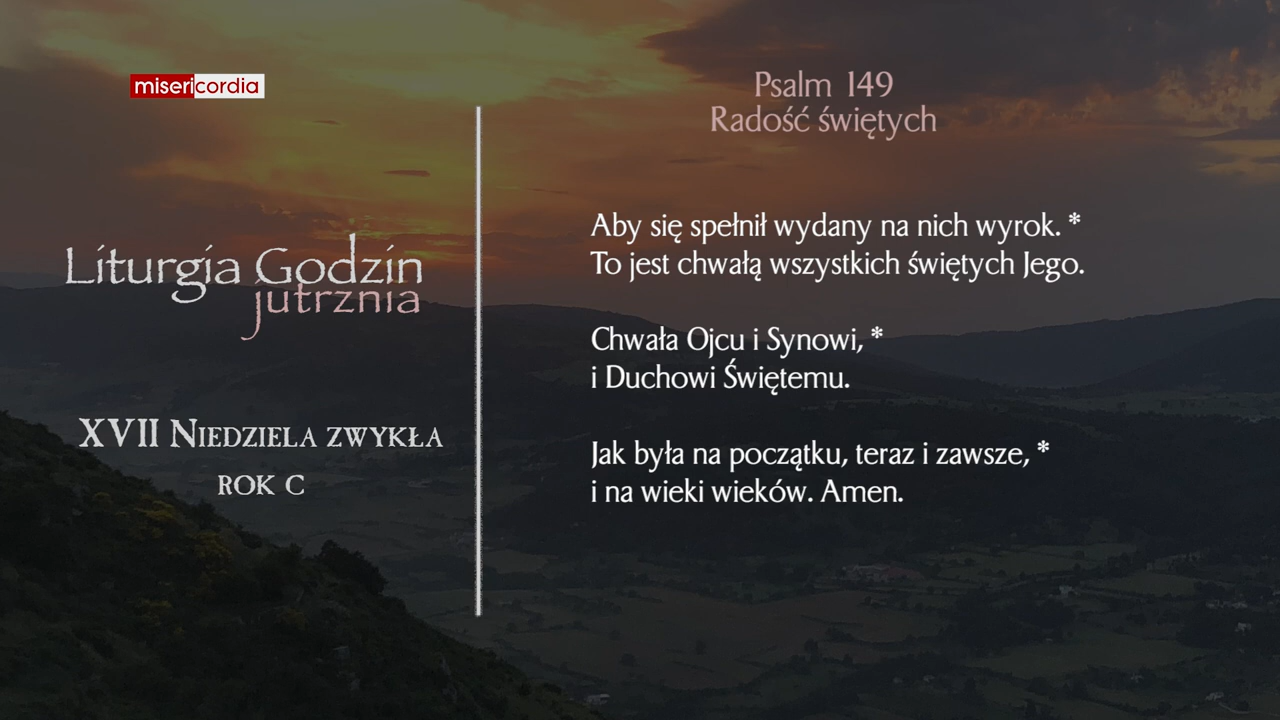 misericordia
Liturgia Godzin
jutrznia
XVII Niedziela zwykła
rok C
Psalm 149
Radość świętych
Aby się spełnił wydany na nich wyrok. *
To jest chwałą wszystkich świętych Jego.
Chwała Ojcu i Synowi, *
i Duchowi Świętemu.
Jak była na początku, teraz i zawsze, *
i na wieki wieków. Amen.